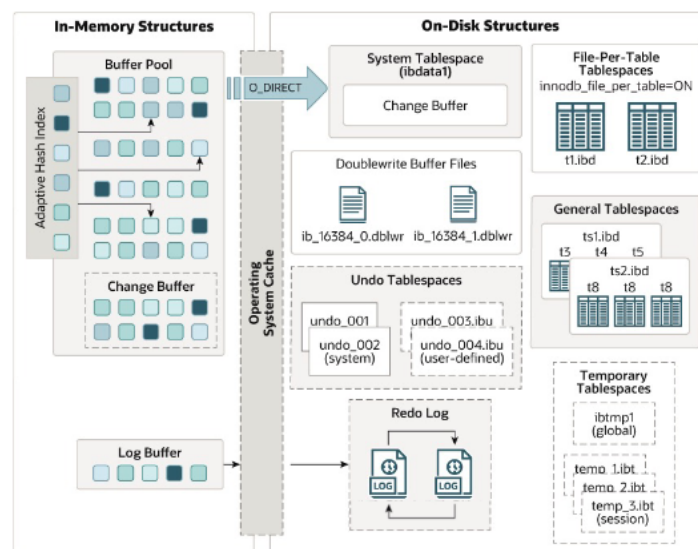 In-Memory Structures
Buffer Pool
Adaptive Hash Index
Change Buffer
Log Buffer
Operating
System Cache
On-Disk Structures
O_DIRECT
System Tablespace
(ibdata1)
Change Buffer
File-Per-Table
Tablespaces
innodb_file_per_table=ON
t1.ibd
t2.ibd
Doublewrite Buffer Files
ib_16384_0.dblwr
ib_16384_1.dblwr
General Tablespaces
ts1.ibd
t3 t4 t5
ts2.ibd
t8 t8 t8
Undo Tablespaces
undo_001
undo_002
(system)
undo_003.ibu
undo_004.ibu
(user-defined)
Temporary
Tablespaces
ibtmp1
(global)
temp_1.ibt
temp_2.ibt
temp_3.ibt
(session)
Redo Log
LOG
LOG